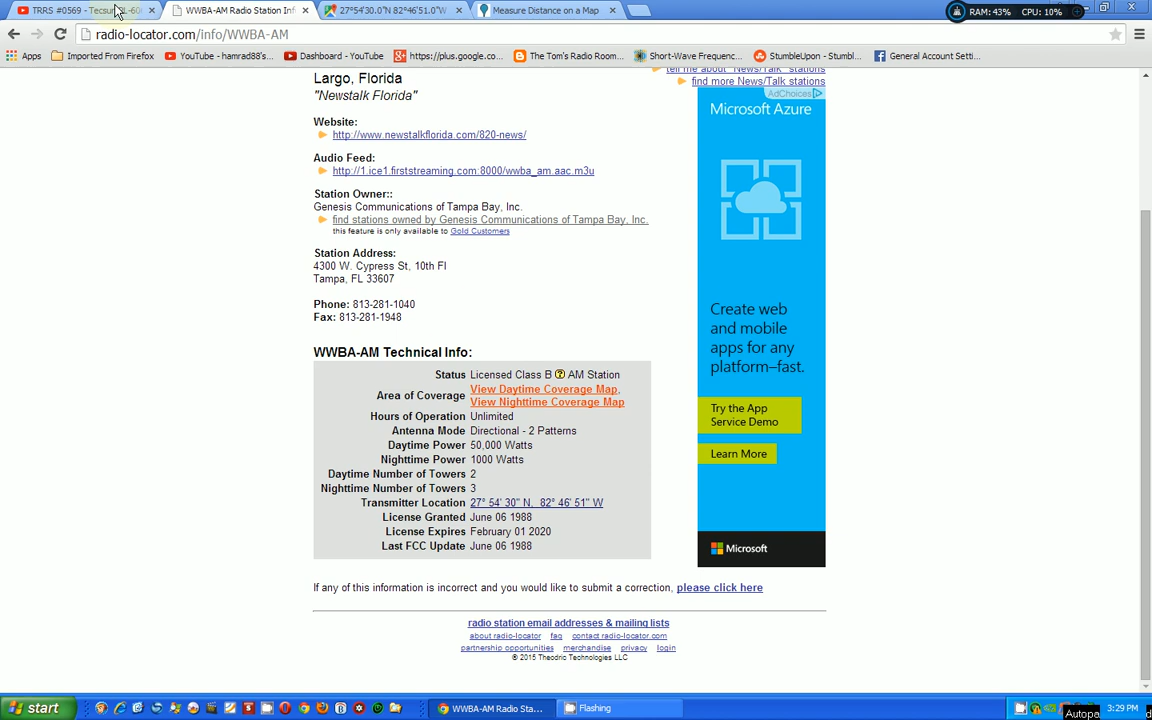 TRRS #0569 - Tecsun PL-60
WWBA-AM Radio Station Inf
27°54'30.0"N 82°46'51.0"W
Measure Distance on a Map
RAM: 43% CPU: 10%
radio-locator.com/info/WWBA-AM
Apps
Imported From Firefox
YouTube - hamrad88's...
Dashboard - YouTube
https://plus.google.co...
The Tom's Radio Room...
Short-Wave Frequenc...
StumbleUpon - Stumbl...
General Account Setti...
Largo, Florida
"Newstalk Florida"
tell me about "News/Talk" stations
find more News/Talk stations
Website:
http://www.newstalkflorida.com/820-news/
Audio Feed:
http://1.ice1.firststreaming.com:8000/wwba_am.aac.m3u
Station Owner::
Genesis Communications of Tampa Bay, Inc.
find stations owned by Genesis Communications of Tampa Bay, Inc.
this feature is only available to Gold Customers
Station Address:
4300 W. Cypress St, 10th Fl
Tampa, FL 33607
Phone: 813-281-1040
Fax: 813-281-1948
WWBA-AM Technical Info:
Status Licensed Class B ? AM Station
Area of Coverage View Daytime Coverage Map,
View Nighttime Coverage Map
Hours of Operation Unlimited
Antenna Mode Directional - 2 Patterns
Daytime Power 50,000 Watts
Nighttime Power 1000 Watts
Daytime Number of Towers 2
Nighttime Number of Towers 3
Transmitter Location 27° 54' 30" N, 82° 46' 51" W
License Granted June 06 1988
License Expires February 01 2020
Last FCC Update June 06 1988
AdChoices
Microsoft Azure
Create web
and mobile
apps for any
platform–fast.
Try the App
Service Demo
Learn More
Microsoft
If any of this information is incorrect and you would like to submit a correction, please click here
radio station email addresses & mailing lists
about radio-locator faq contact radio-locator.com
partnership opportunities merchandise privacy login
© 2015 Theodric Technologies LLC
start
WWBA-AM Radio Sta...
Flashing
Autopa
3:29 PM